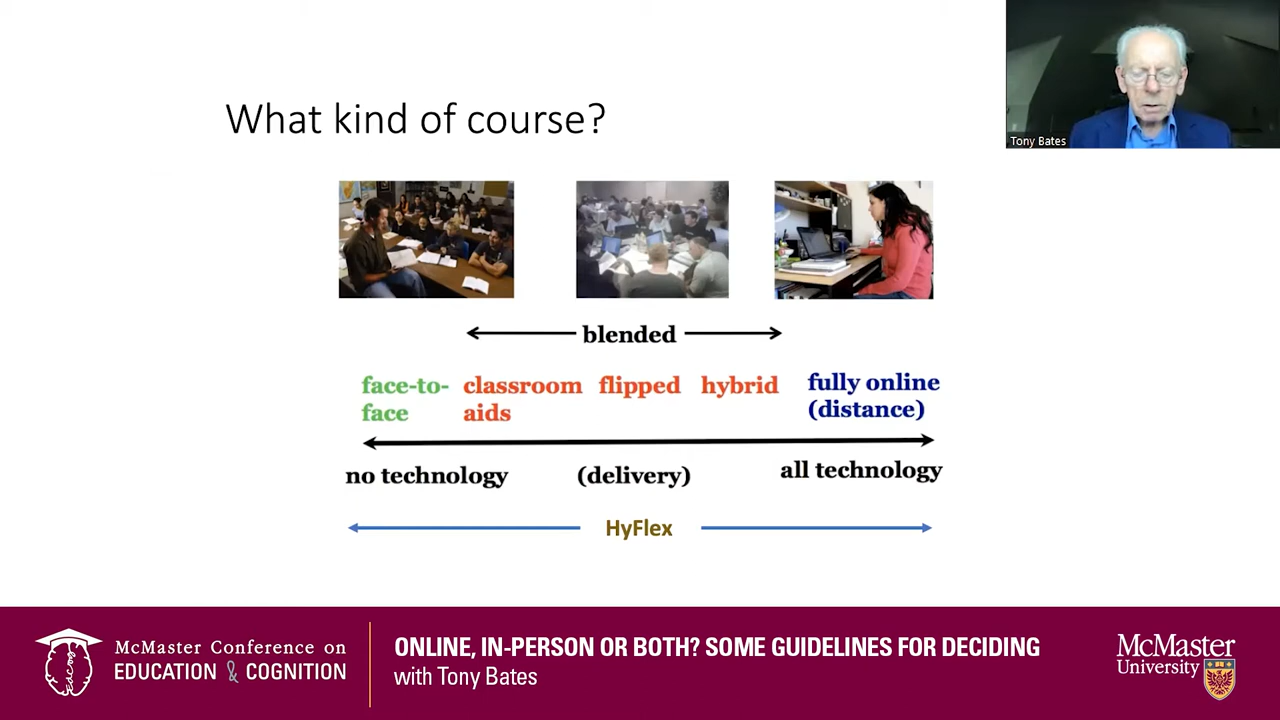 What kind of course?
Tony Bates
blended
face-to-face
classroom aids
flipped
hybrid
fully online
(distance)
no technology
(delivery)
all technology
HyFlex
McMaster Conference on
EDUCATION & COGNITION
ONLINE, IN-PERSON OR BOTH? SOME GUIDELINES FOR DECIDING
with Tony Bates
McMaster
University